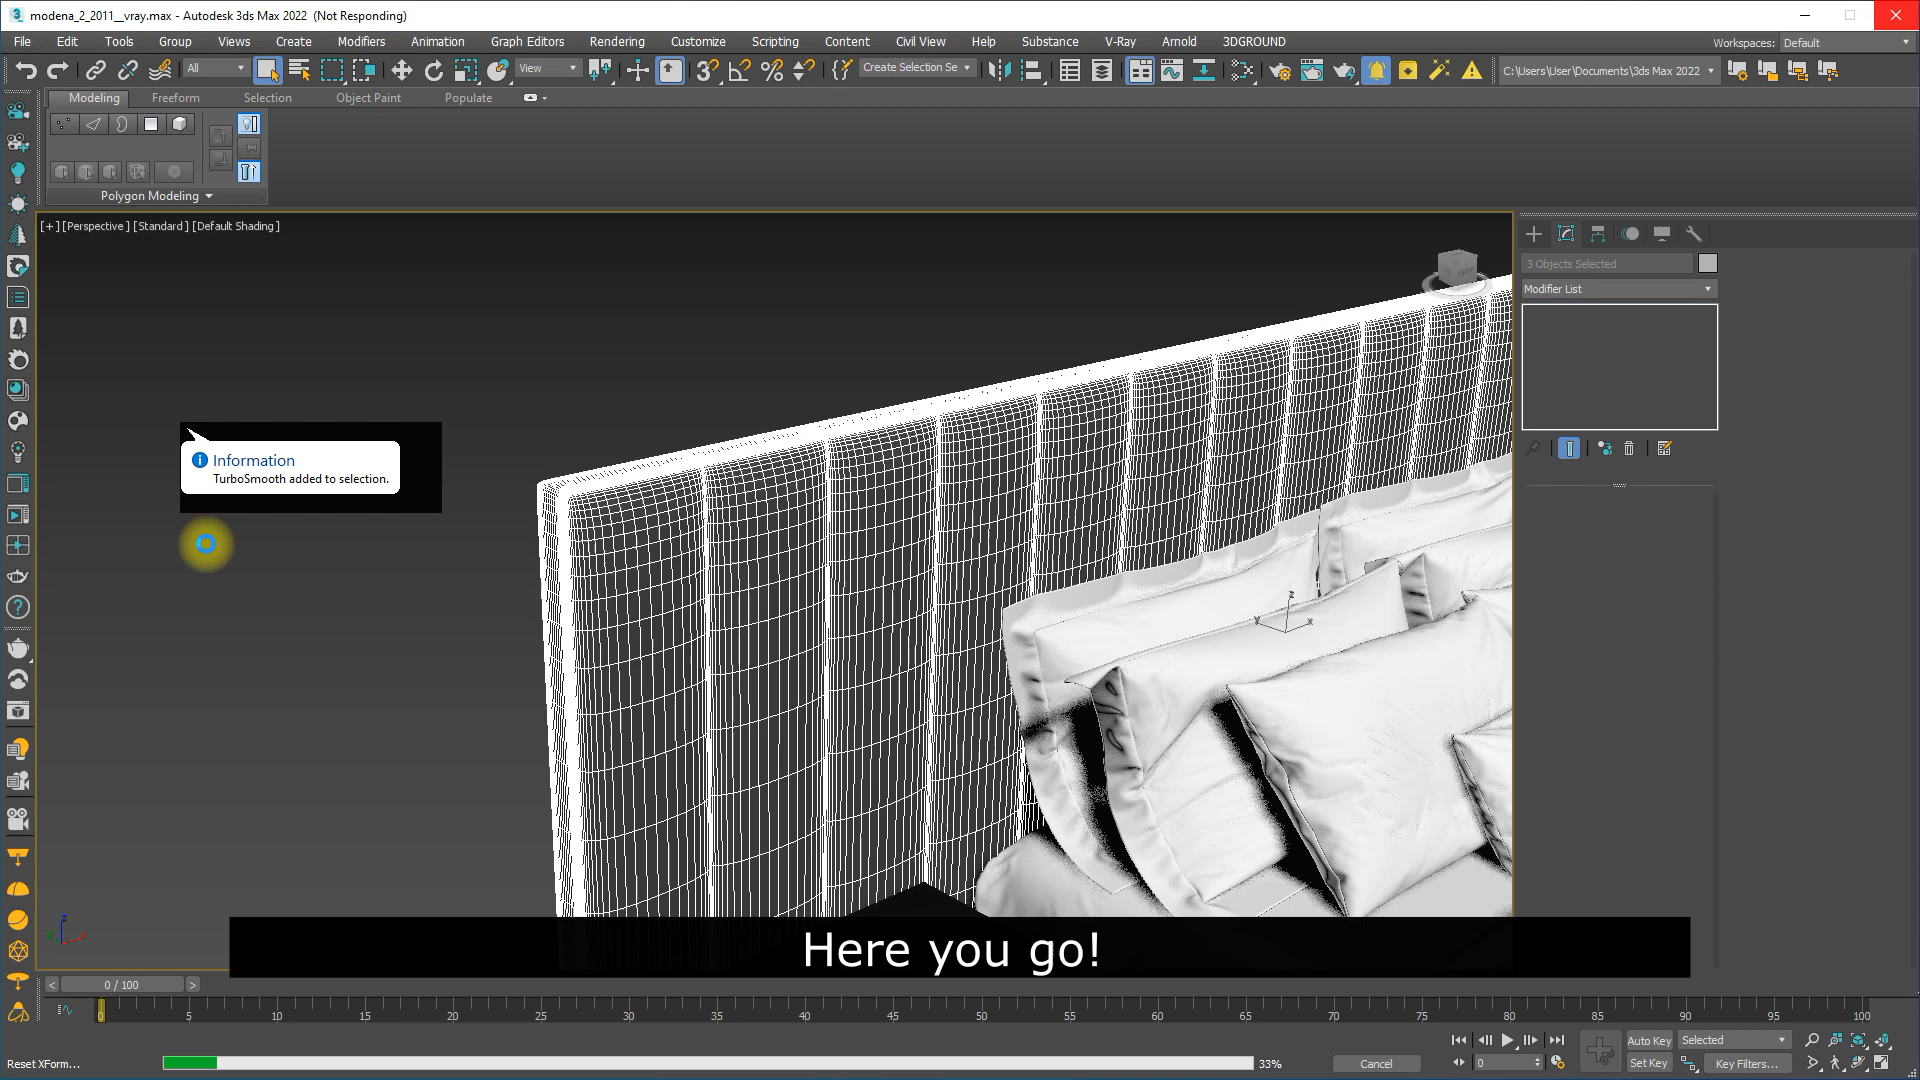 modena_2_2011__vray.max - Autodesk 3ds Max 2022 (Not Responding)
File Edit Tools Group Views Create Modifiers Animation Graph Editors Rendering Customize Scripting Content Civil View Help Substance V-Ray Arnold 3DGROUND
Workspaces: Default
All
View
Create Selection Se
C:\Users\User\Documents\3ds Max 2022
Modeling Freeform Selection Object Paint Populate
Polygon Modeling
[+] [Perspective ] [Standard ] [Default Shading ]
3 Objects Selected
Modifier List
Information
TurboSmooth added to selection.
Here you go!
< 0 / 100 >
0 5 10 15 20 25 30 35 40 45 50 55 60 65 70 75 80 85 90 95 100
Auto Key Selected
Reset XForm... 33% Cancel 0 Set Key Key Filters...